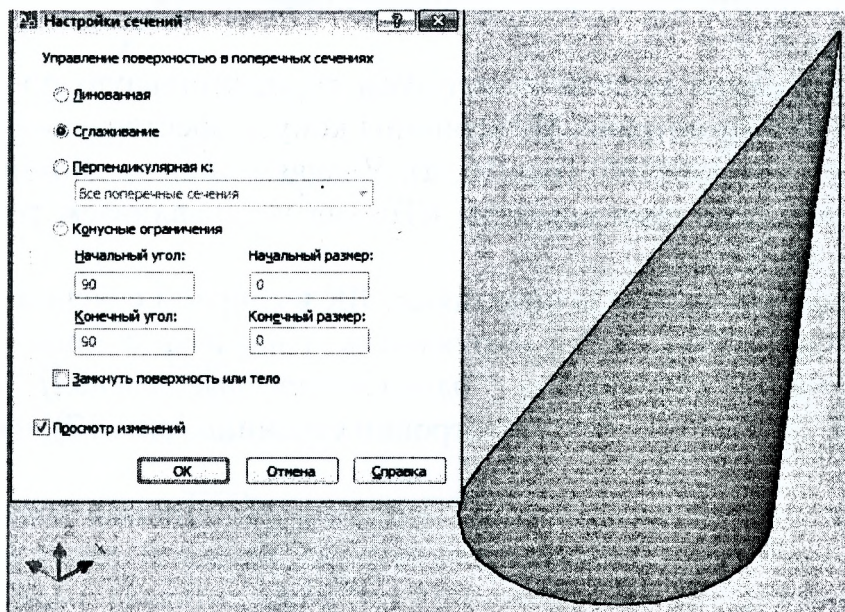 Настройки сечений
Управление поверхностью в поперечных сечениях
Линованная
Сглаживание
Перпендикулярная к:
Все поперечные сечения
Конусные ограничения
Начальный угол: Начальный размер:
90 0
Конечный угол: Конечный размер:
90 0
Замкнуть поверхность или тело
Просмотр изменений
ОК Отмена Справка
X